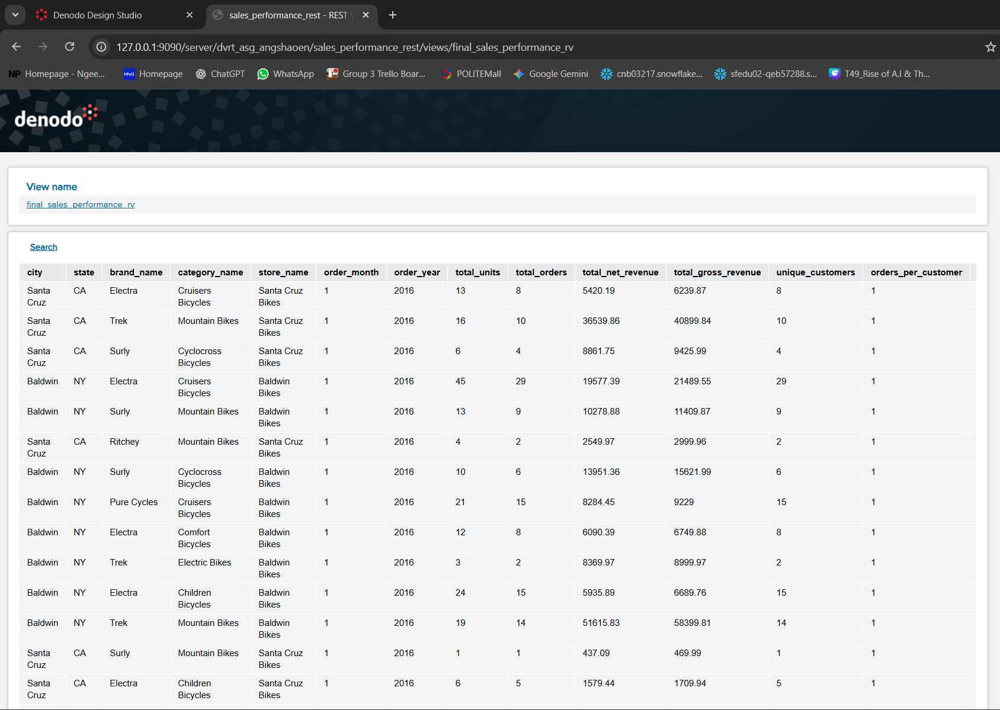 Denodo Design Studio
sales_performance_rest - REST
127.0.0.1:9090/server/dvrt_asg_angshaoen/sales_performance_rest/views/final_sales_performance_rv
NP Homepage - Ngee... NPal2 Homepage ChatGPT WhatsApp Group 3 Trello Boar... POLITEMall Google Gemini cnb03217.snowflake... sfedu02-qeb57288.s... T49_Rise of A.I & Th...
denodo
View name
final_sales_performance_rv
Search
city state brand_name category_name store_name order_month order_year total_units total_orders total_net_revenue total_gross_revenue unique_customers orders_per_customer
Santa CA Electra Cruisers Santa Cruz 1 2016 13 8 5420.19 6239.87 8 1
Cruz Bicycles Bikes
Santa CA Trek Mountain Bikes Santa Cruz 1 2016 16 10 36539.86 40899.84 10 1
Cruz Bikes
Santa CA Surly Cyclocross Santa Cruz 1 2016 6 4 8861.75 9425.99 4 1
Cruz Bicycles Bikes
Baldwin NY Electra Cruisers Baldwin 1 2016 45 29 19577.39 21489.55 29 1
Bicycles Bikes
Baldwin NY Surly Mountain Bikes Baldwin 1 2016 13 9 10278.88 11409.87 9 1
Bikes
Santa CA Ritchey Mountain Bikes Santa Cruz 1 2016 4 2 2549.97 2999.96 2 1
Cruz Bikes
Baldwin NY Surly Cyclocross Baldwin 1 2016 10 6 13951.36 15621.99 6 1
Bicycles Bikes
Baldwin NY Pure Cycles Cruisers Baldwin 1 2016 21 15 8284.45 9229 15 1
Bicycles Bikes
Baldwin NY Electra Comfort Baldwin 1 2016 12 8 6090.39 6749.88 8 1
Bicycles Bikes
Baldwin NY Trek Electric Bikes Baldwin 1 2016 3 2 8369.97 8999.97 2 1
Bikes
Baldwin NY Electra Children Baldwin 1 2016 24 15 5935.89 6689.76 15 1
Bicycles Bikes
Baldwin NY Trek Mountain Bikes Baldwin 1 2016 19 14 51615.83 58399.81 14 1
Bikes
Santa CA Surly Mountain Bikes Santa Cruz 1 2016 1 1 437.09 469.99 1 1
Cruz Bikes
Santa CA Electra Children Santa Cruz 1 2016 6 5 1579.44 1709.94 5 1
Cruz Bicycles Bikes